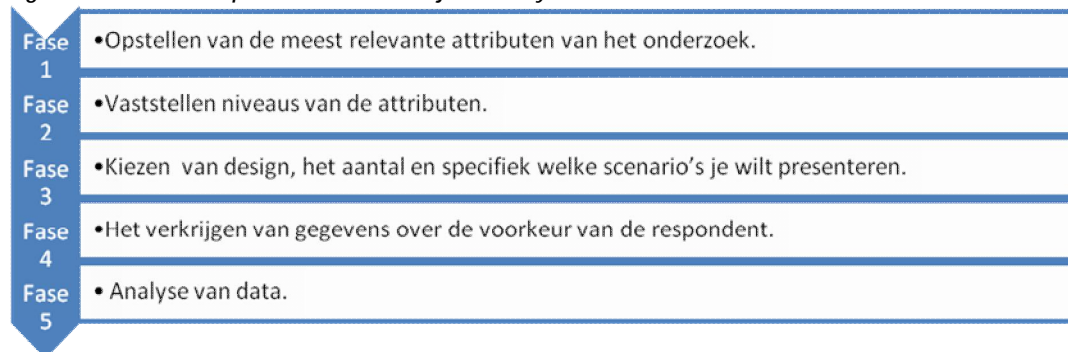 Fase
1
•Opstellen van de meest relevante attributen van het onderzoek.
Fase
2
•Vaststellen niveaus van de attributen.
Fase
3
•Kiezen van design, het aantal en specifiek welke scenario's je wilt presenteren.
Fase
4
•Het verkrijgen van gegevens over de voorkeur van de respondent.
Fase
5
• Analyse van data.